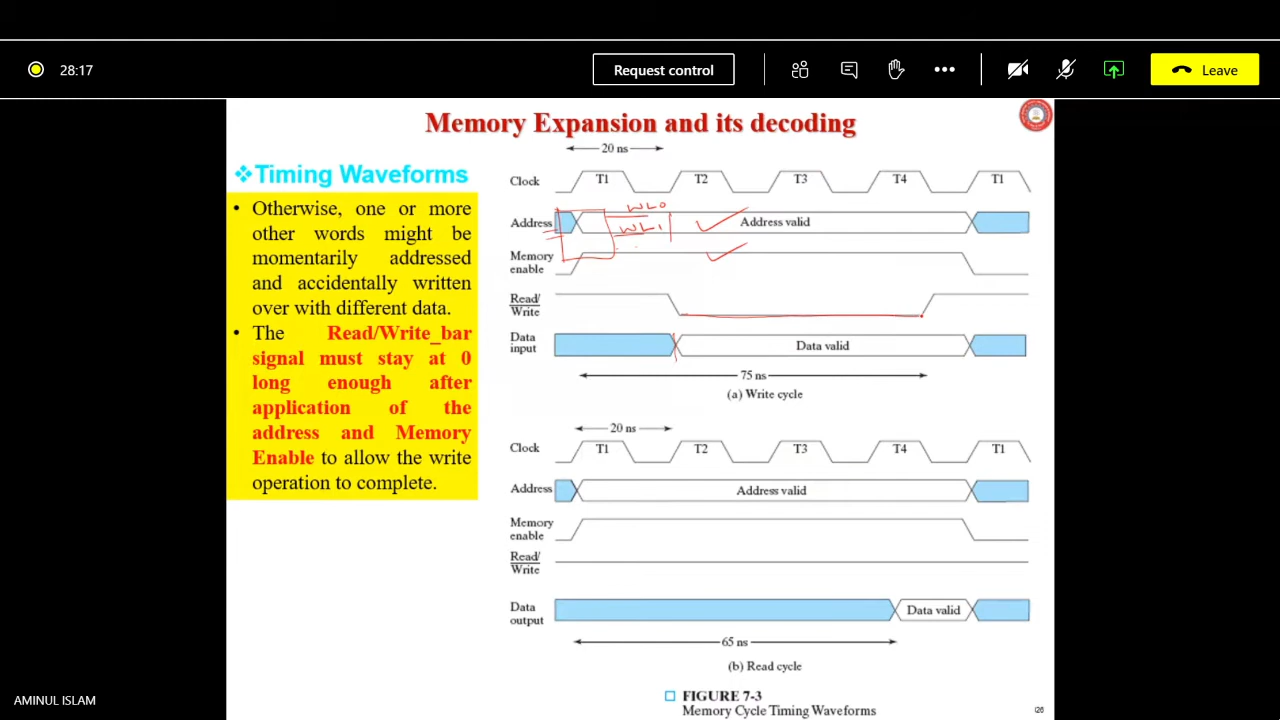 28:17
Request control
Leave
Memory Expansion and its decoding
❖Timing Waveforms
• Otherwise, one or more
other words might be
momentarily addressed
and accidentally written
over with different data.
• The Read/Write_bar
signal must stay at 0
long enough after
application of the
address and Memory
Enable to allow the write
operation to complete.
20 ns
Clock T1 T2 T3 T4 T1
WL0
Address Address valid
WL1
Memory
enable
Read/
Write
Data
input Data valid
75 ns
(a) Write cycle
20 ns
Clock T1 T2 T3 T4 T1
Address Address valid
Memory
enable
Read/
Write
Data
output Data valid
65 ns
(b) Read cycle
FIGURE 7-3
Memory Cycle Timing Waveforms
AMINUL ISLAM